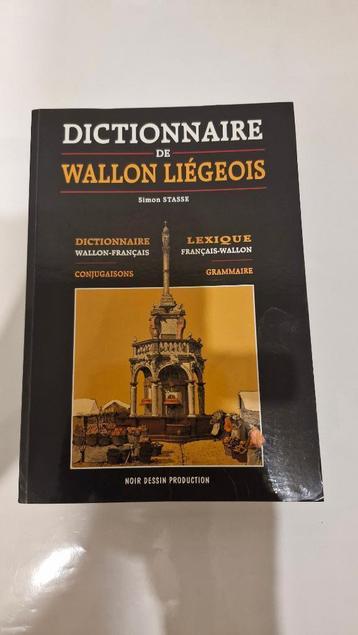 DICTIONNAIRE
DE
WALLON LIÉGEOIS
Simon STASSE
DICTIONNAIRE
WALLON-FRANÇAIS
CONJUGAISONS
LEXIQUE
FRANÇAIS-WALLON
GRAMMAIRE
NOIR DESSIN PRODUCTION